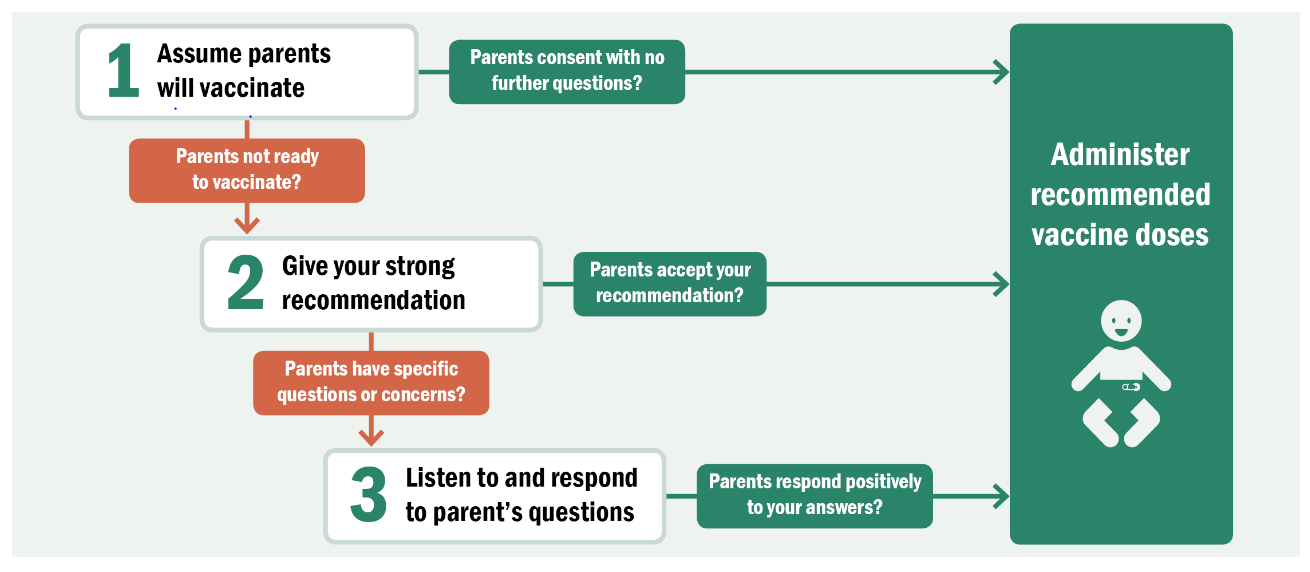 1
Assume parents
will vaccinate
Parents consent with no
further questions?
Parents not ready
to vaccinate?
2
Give your strong
recommendation
Parents accept your
recommendation?
Parents have specific
questions or concerns?
3
Listen to and respond
to parent’s questions
Parents respond positively
to your answers?
Administer
recommended
vaccine doses